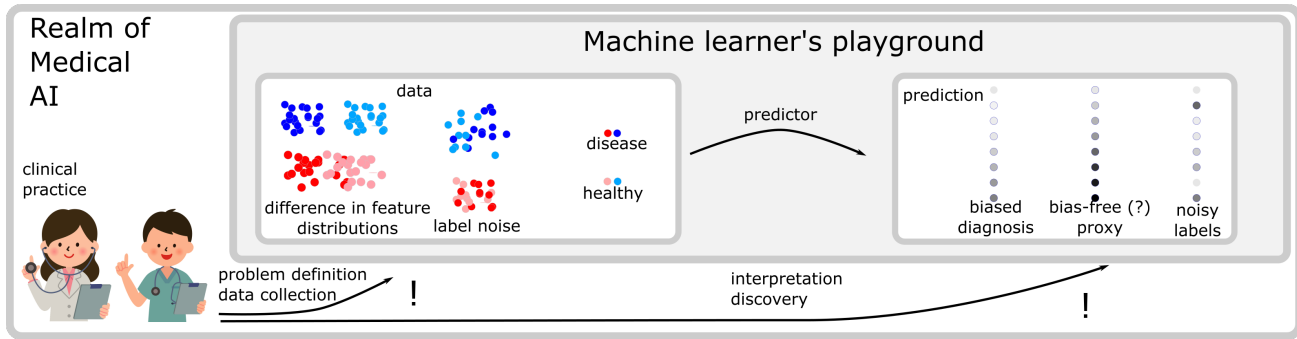 Realm of
Medical
AI
Machine learner's playground
data
predictor
prediction
disease
healthy
clinical
practice
difference in feature
distributions
label noise
biased
diagnosis
bias-free (?)
proxy
noisy
labels
problem definition
data collection
!
interpretation
discovery
!